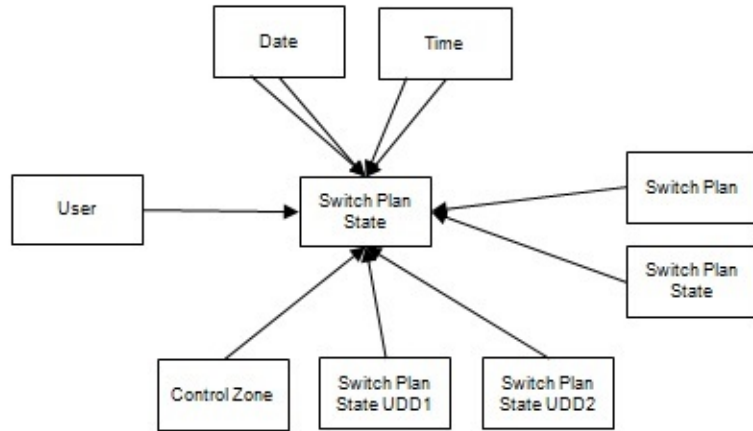 Date
Time
User
Switch Plan
State
Switch Plan
Switch Plan
State
Control Zone
Switch Plan
State UDD1
Switch Plan
State UDD2